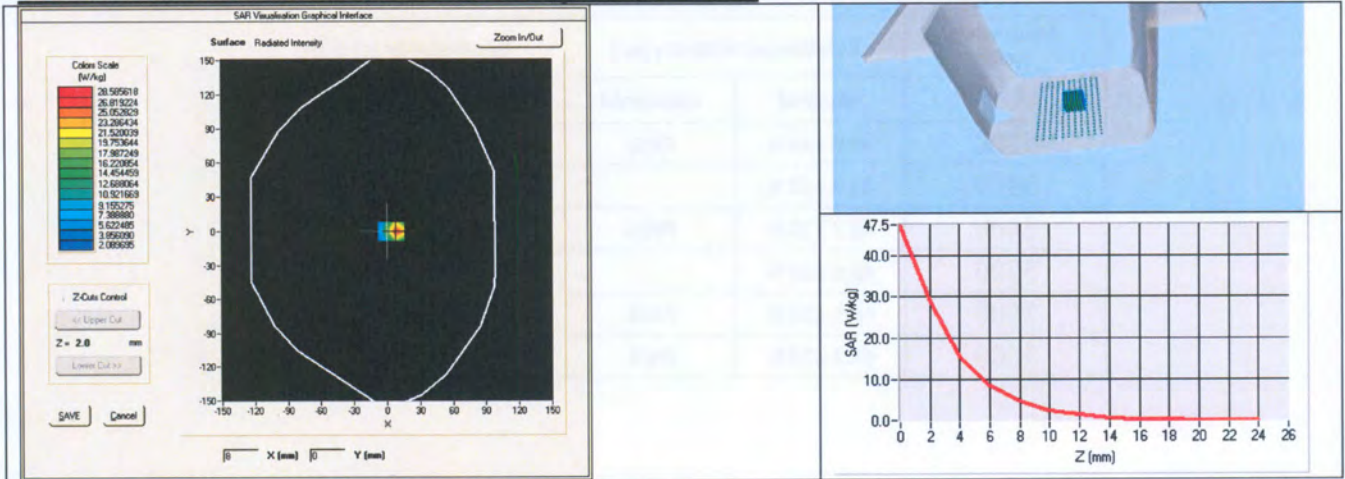 SAR Visualisation Graphical Interface
Surface Radiated Intensity
Zoom In/Out
Colors Scale
(W/kg)
28.585618
26.819224
25.052829
23.286434
21.520039
19.753644
17.987249
16.220854
14.454459
12.688064
10.921669
9.155275
7.388880
5.622485
3.856090
2.089695
150
120
90
60
30
0
-30
-60
-90
-120
-150
Y
-150 -120 -90 -60 -30 0 30 60 90 120 150
X
Z-Cuts Control
<< Upper Cut
Z = 2.0 mm
Lower Cut >>
SAVE Cancel
8 X (mm) 0 Y (mm)
47.5
40.0
30.0
20.0
10.0
0.0
SAR (W/kg)
0 2 4 6 8 10 12 14 16 18 20 22 24 26
Z (mm)